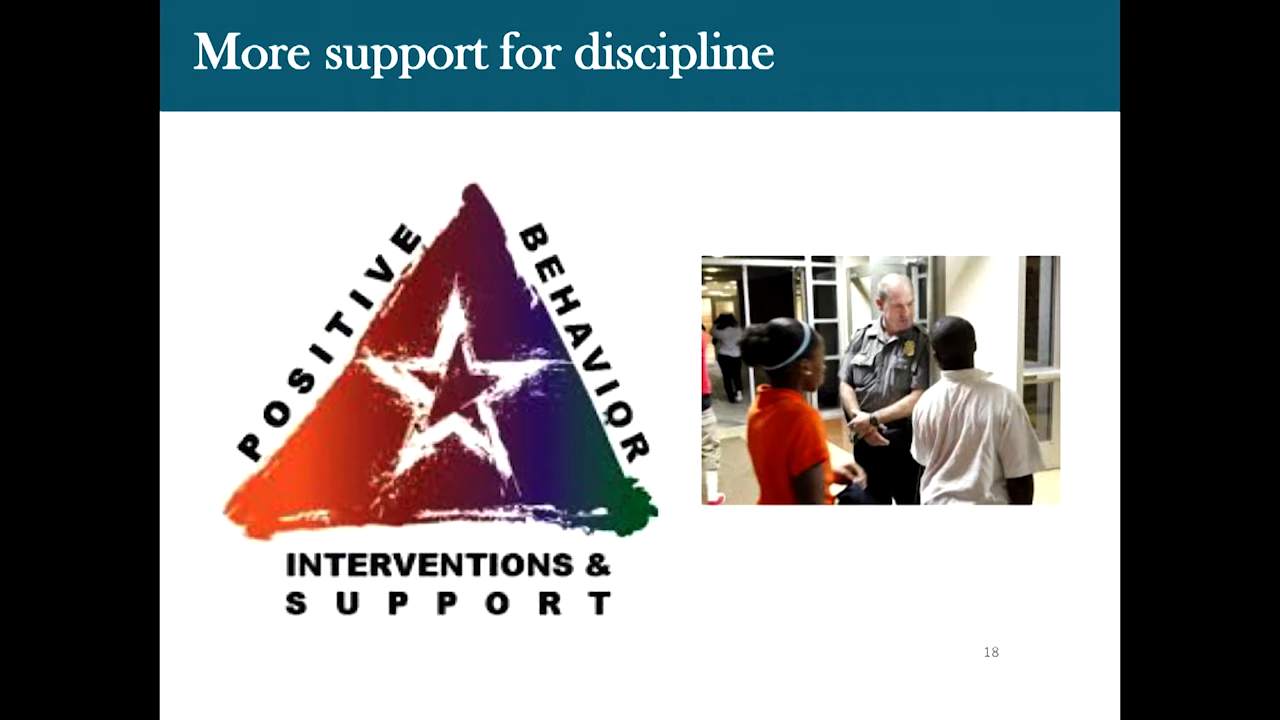 More support for discipline
POSITIVE
BEHAVIOR
INTERVENTIONS &
SUPPORT
18